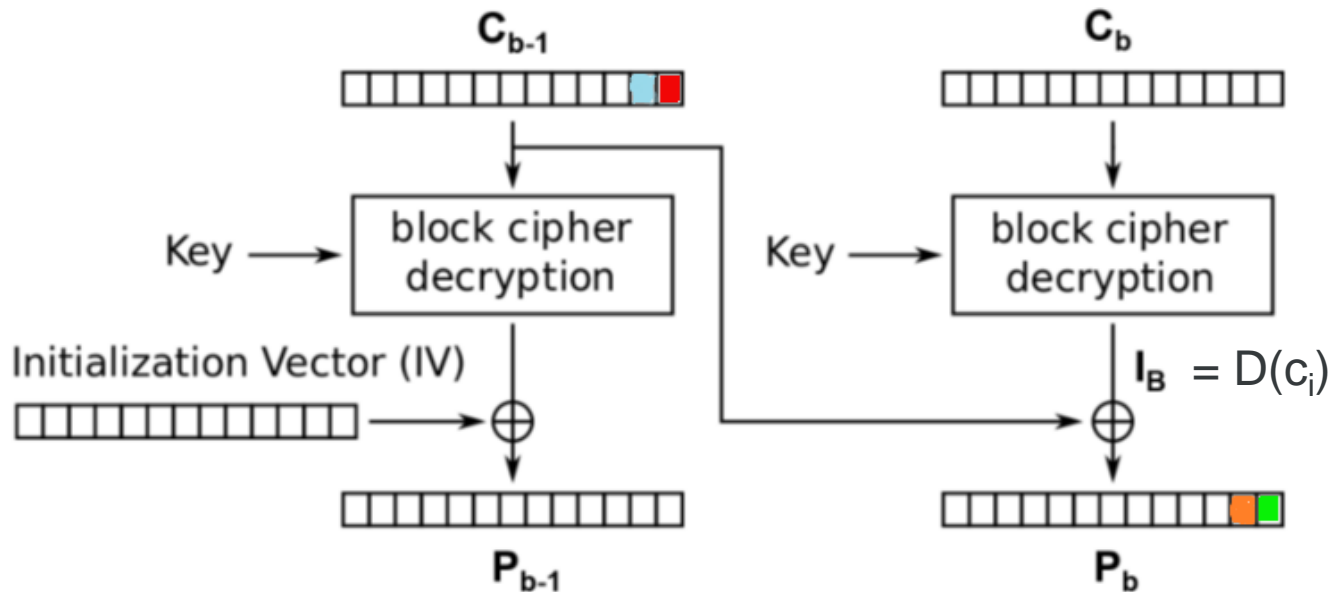 C_b-1
C_b
block cipher
decryption
Key
block cipher
decryption
Key
Initialization Vector (IV)
I_B = D(c_i)
P_b-1
P_b